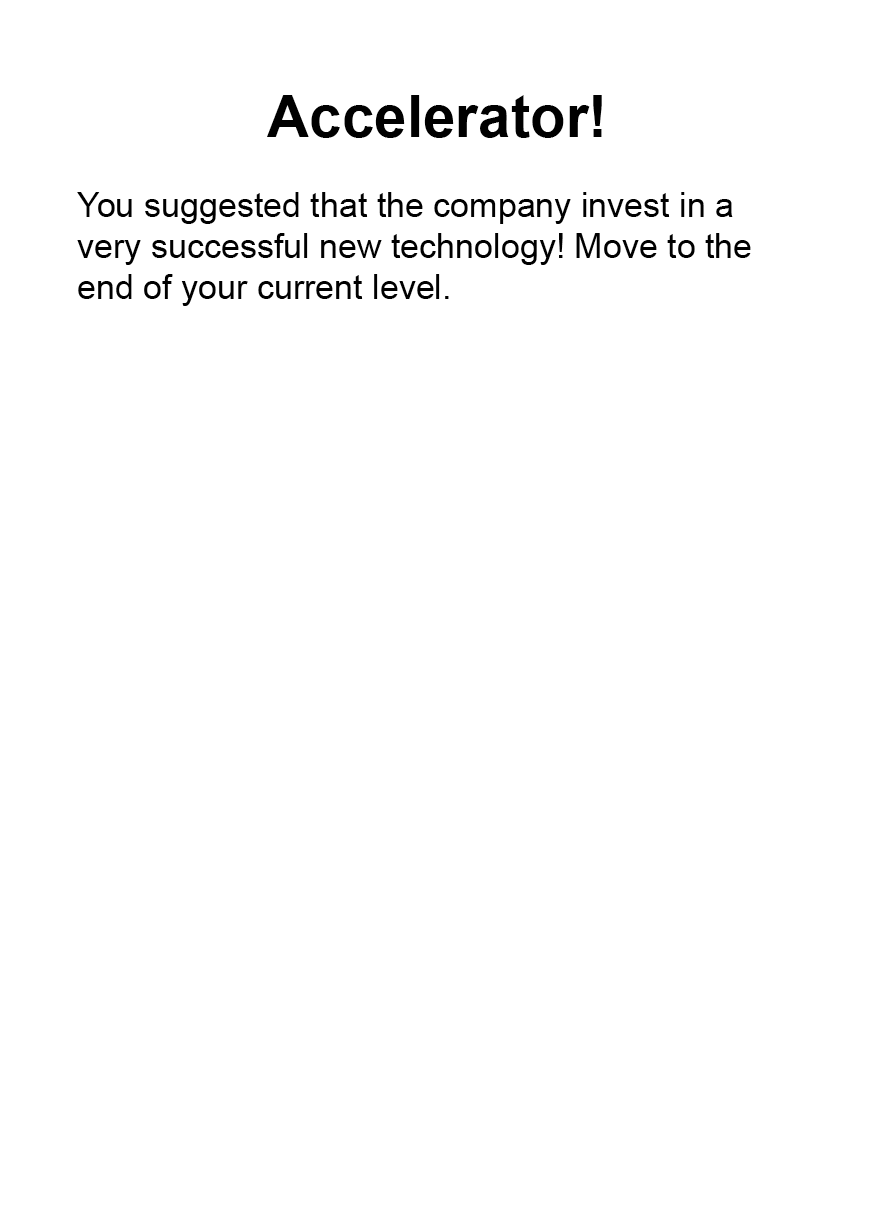 Accelerator!
You suggested that the company invest in a
very successful new technology! Move to the
end of your current level.